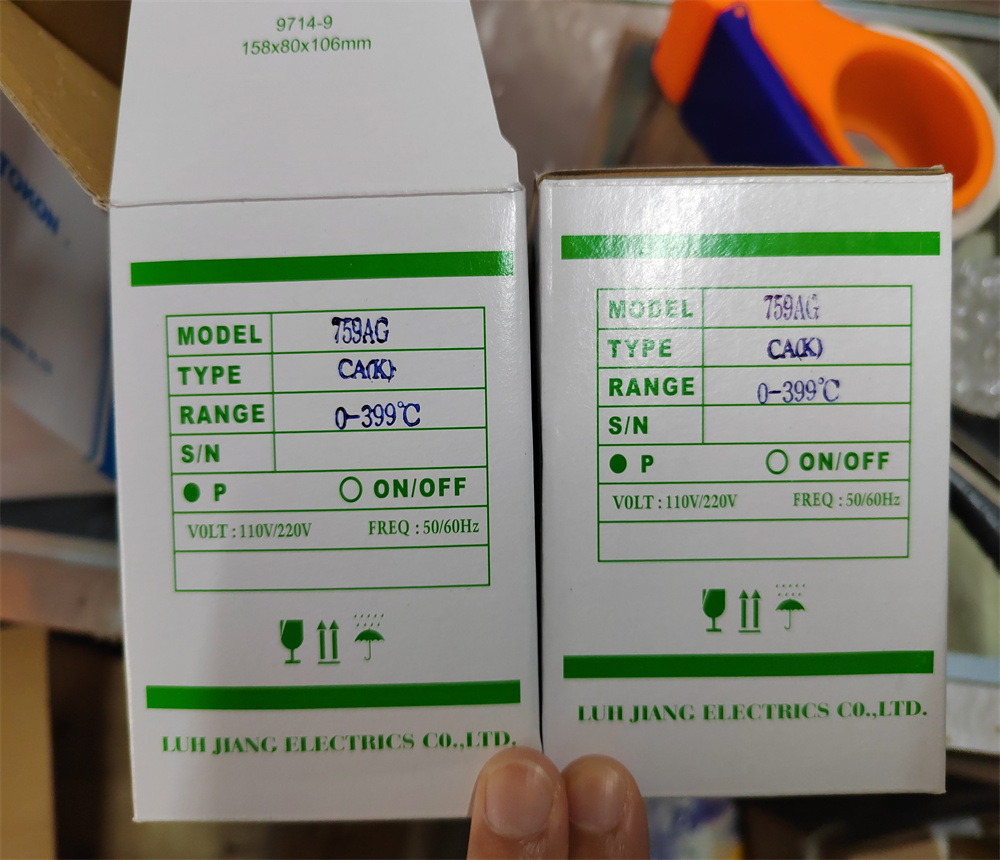 9714-9
158x80x106mm
MODEL 759AG
TYPE CA(K)
RANGE 0-399℃
S/N
P ON/OFF
VOLT : 110V/220V FREQ : 50/60Hz
LUH JIANG ELECTRICS CO.,LTD.
MODEL 759AG
TYPE CA(K)
RANGE 0-399℃
S/N
P ON/OFF
VOLT : 110V/220V FREQ : 50/60Hz
LUH JIANG ELECTRICS CO.,LTD.